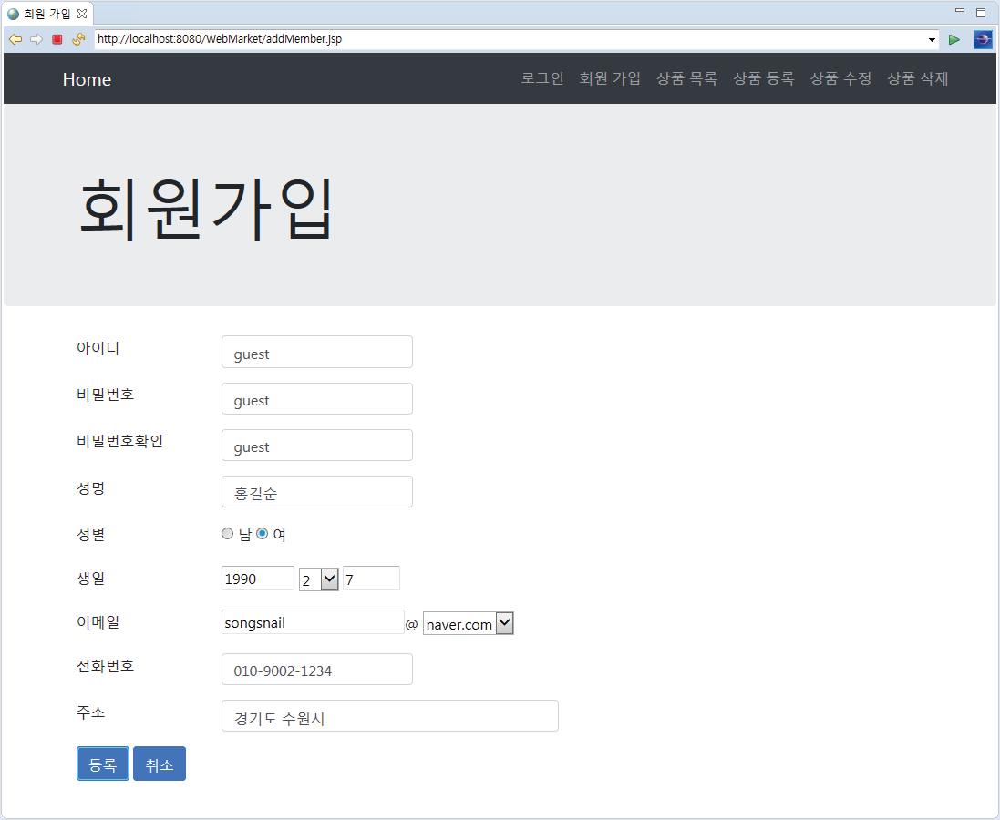 회원 가입
http://localhost:8080/WebMarket/addMember.jsp
Home 로그인 회원 가입 상품 목록 상품 등록 상품 수정 상품 삭제
회원가입
아이디 guest
비밀번호 guest
비밀번호확인 guest
성명 홍길순
성별 남 여
생일 1990 2 7
이메일 songsnail @ naver.com
전화번호 010-9002-1234
주소 경기도 수원시
등록 취소